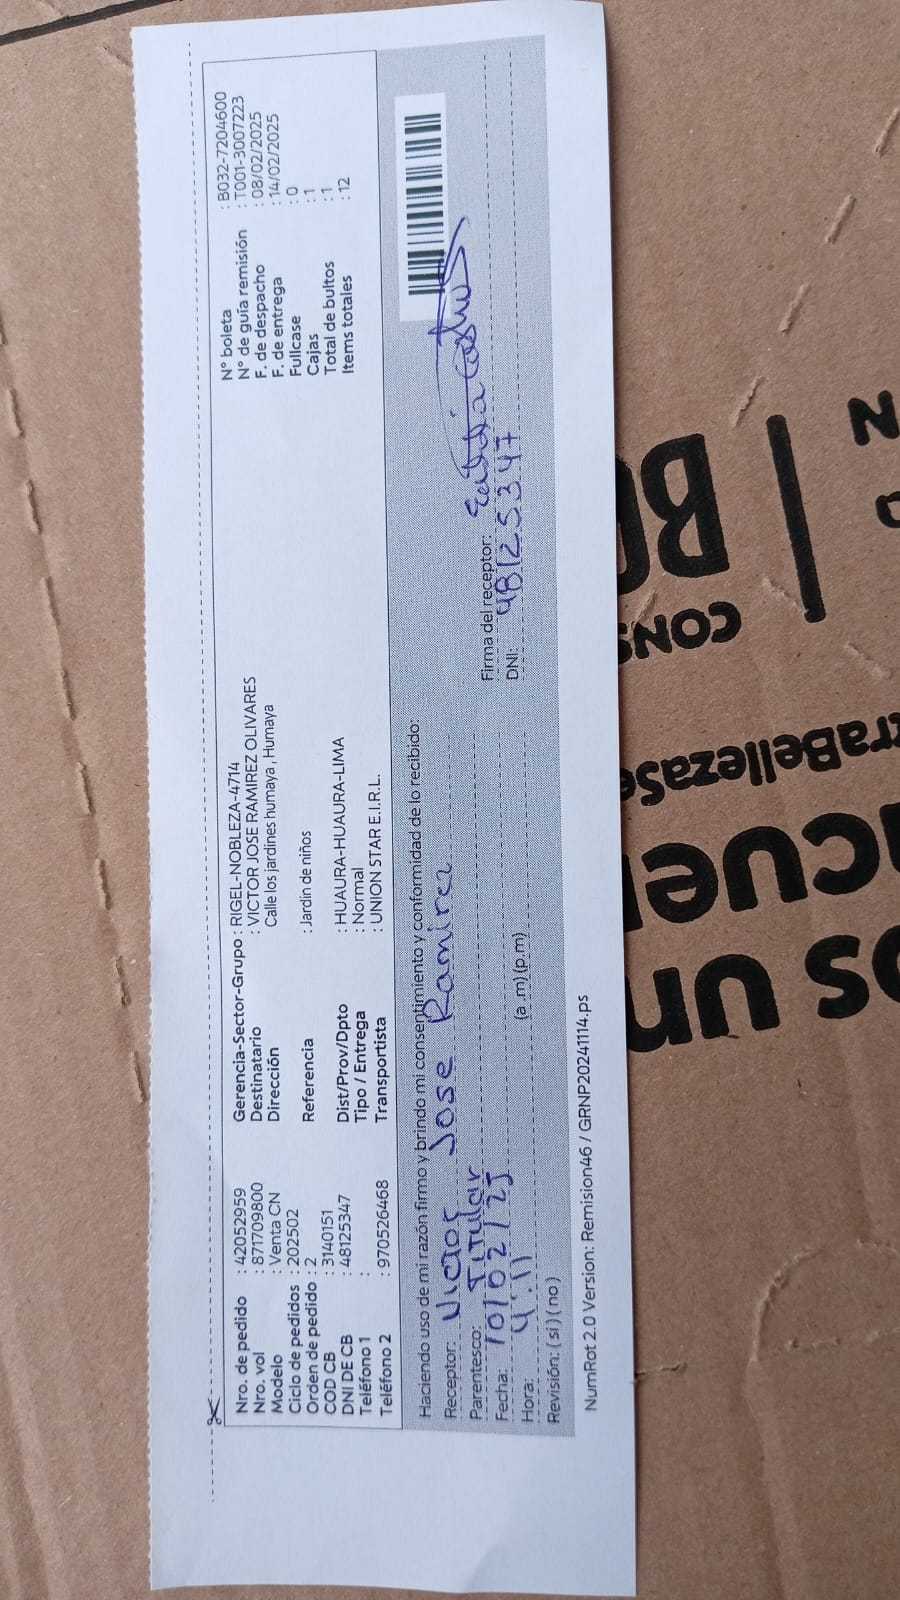 Nro. de pedido : 42052959
Nro. vol : 871709800
Modelo : Venta CN
Ciclo de pedidos : 202502
Orden de pedido : 2
COD CB : 3140151
DNI DE CB : 48125347
Teléfono 1 :
Teléfono 2 : 970526468
Gerencia-Sector-Grupo : RIGEL-NOBLEZA-4714
Destinatario : VICTOR JOSE RAMIREZ OLIVARES
Dirección Calle los jardines humaya , Humaya
Referencia : Jardin de niños
Dist/Prov/Dpto : HUAURA-HUAURA-LIMA
Tipo / Entrega : Normal
Transportista : UNION STAR E.I.R.L.
N° boleta : B032-7204600
N° de guía remisión : T001-3007223
F. de despacho : 08/02/2025
F. de entrega : 14/02/2025
Fullcase : 0
Cajas : 1
Total de bultos : 1
Items totales : 12
Haciendo uso de mi razón firmo y brindo mi consentimiento y conformidad de lo recibido:
Receptor: Victor Jose Ramirez
Parentesco: Titular
Fecha: 10/02/25
Hora: 4:11 (a .m) (p.m)
Revisión: ( si ) ( no )
Firma del receptor:
DNI: 48125347
NumRot 2.0 Version: Remision46 / GRNP20241114.ps
CONS
BO
traBellezaSe
cuen
os un